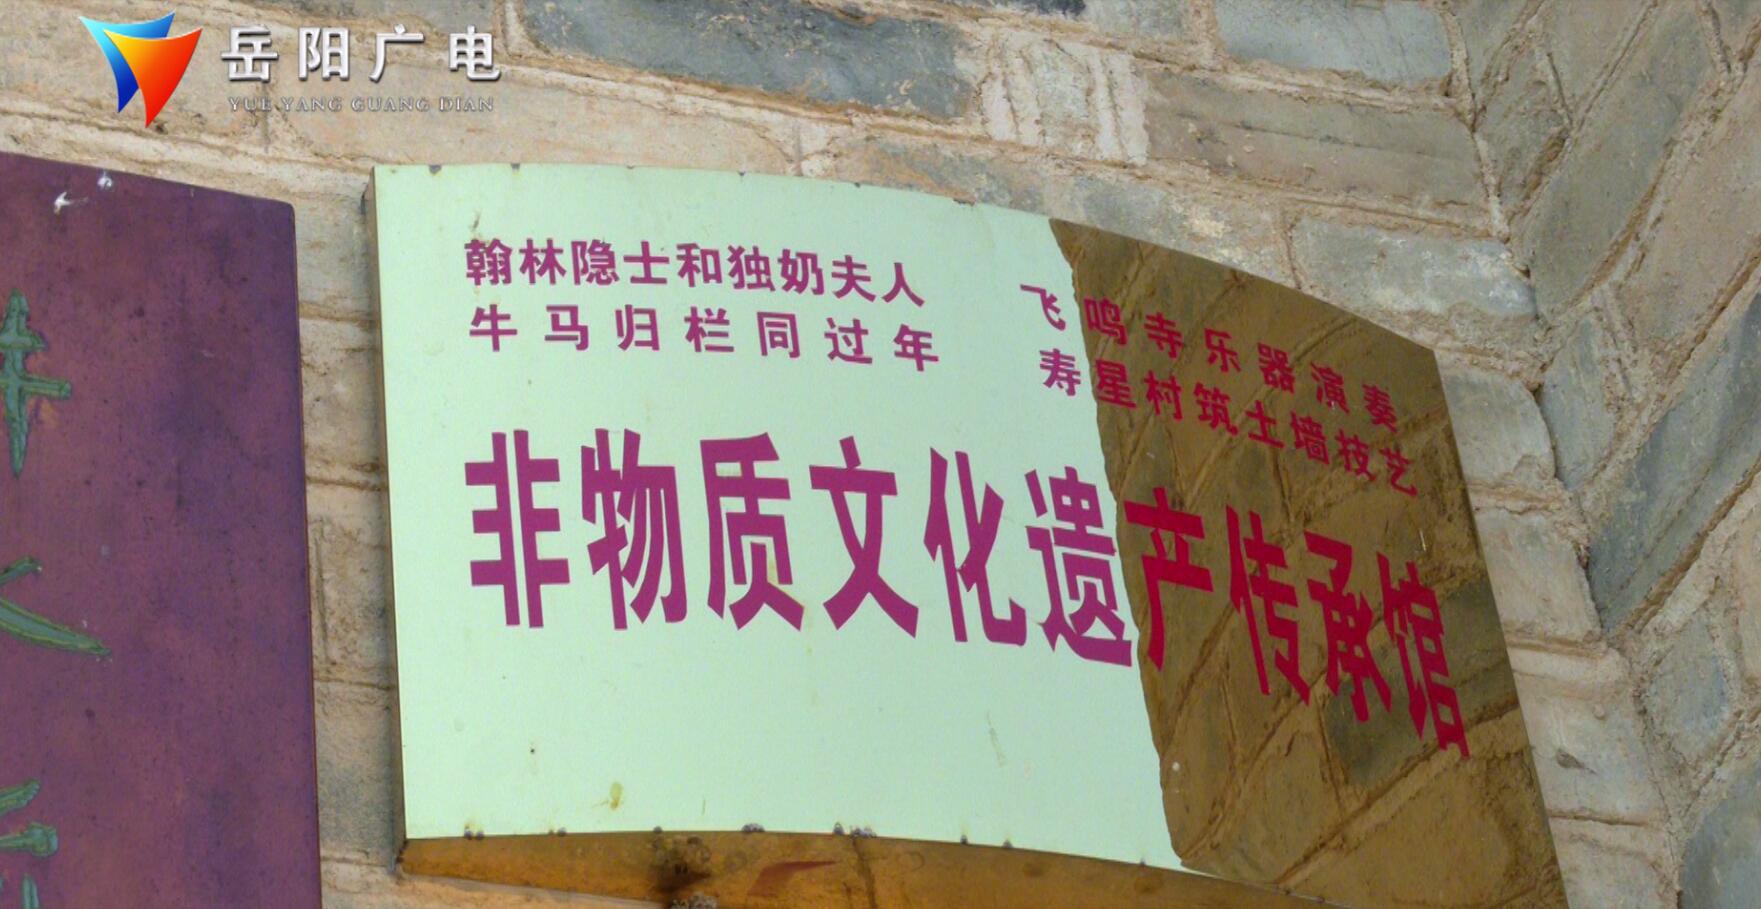 岳阳广电
YUE YANG GUANG DIAN
翰林隐士和独奶夫人 飞鸣寺乐器演奏
牛马归栏同过年 寿星村筑土墙技艺
非物质文化遗产传承馆